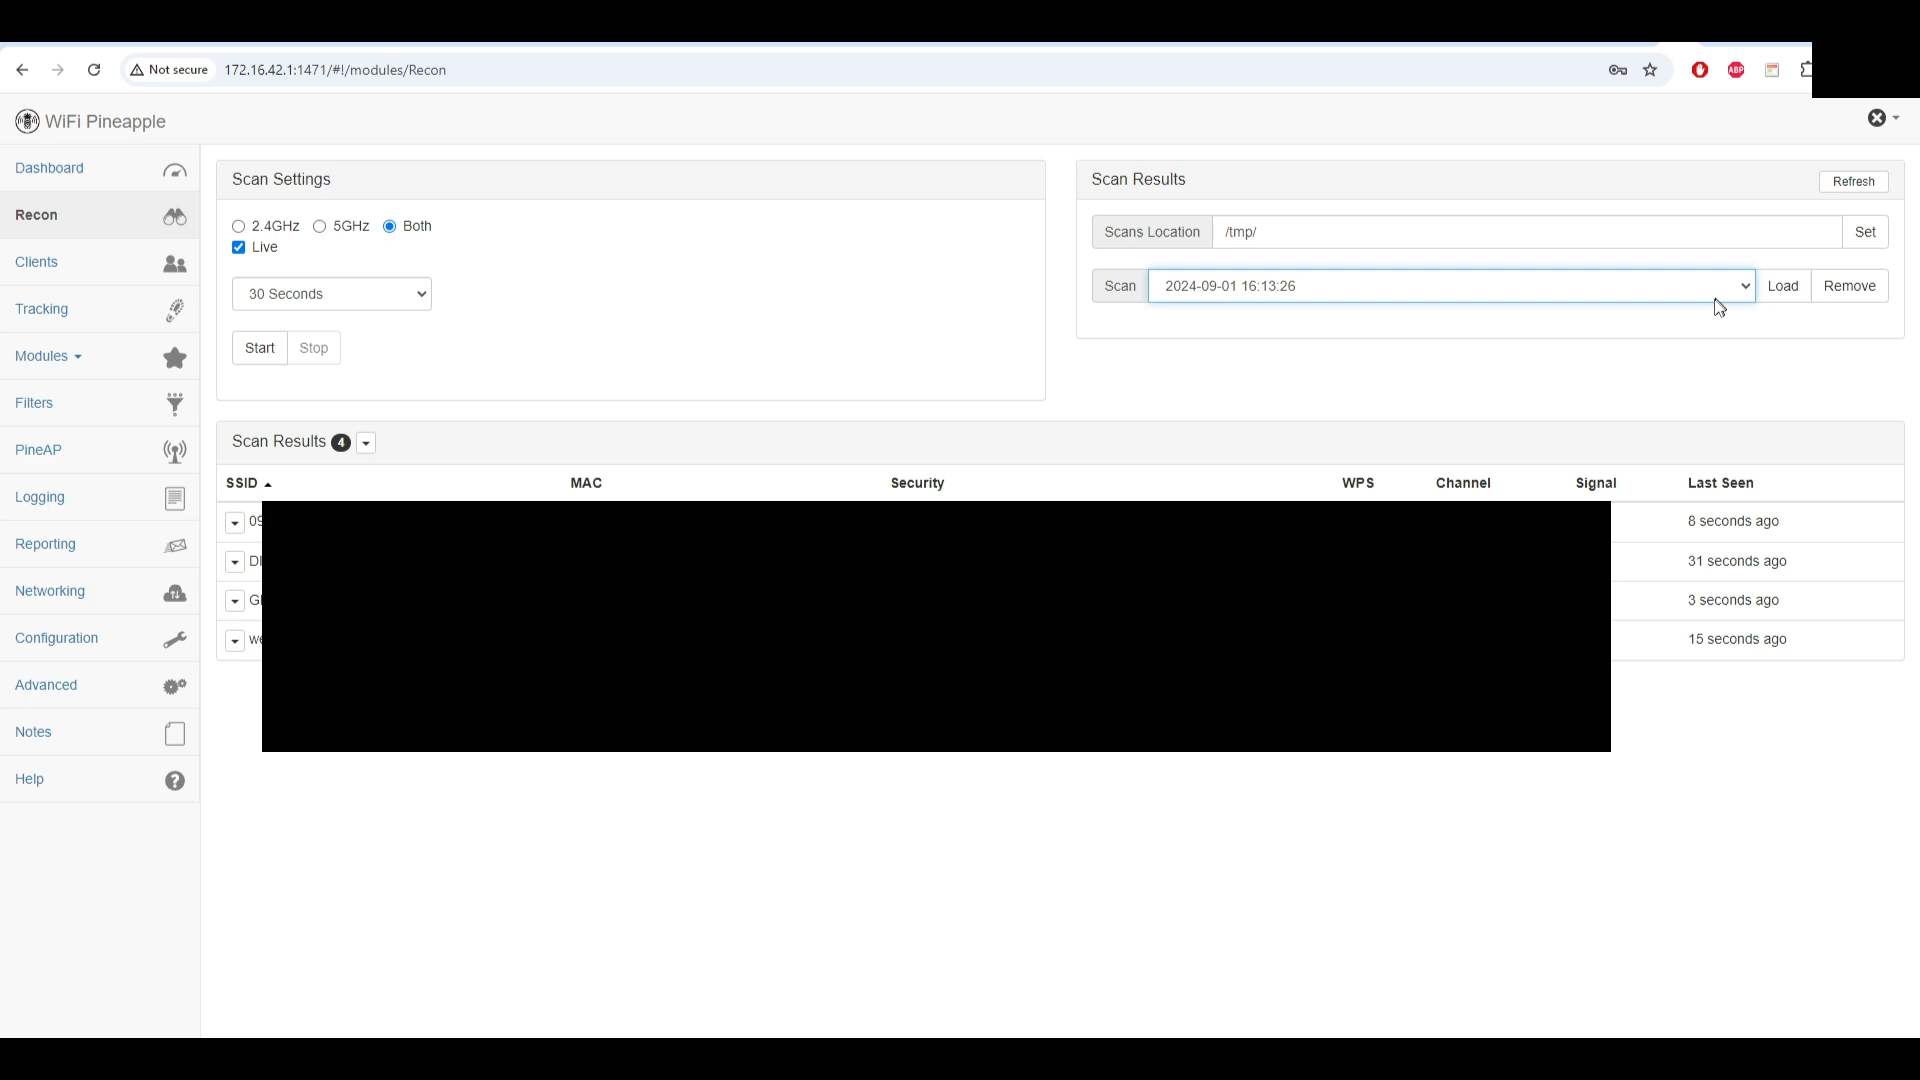 Not secure 172.16.42.1:1471/#!/modules/Recon ABP
WiFi Pineapple
Dashboard
Recon
Clients
Tracking
Modules
Filters
PineAP
Logging
Reporting
Networking
Configuration
Advanced
Notes
Help
Scan Settings
2.4GHz 5GHz Both
Live
30 Seconds
Start Stop
Scan Results Refresh
Scans Location /tmp/ Set
Scan 2024-09-01 16:13:26 Load Remove
Scan Results 4
SSID MAC Security WPS Channel Signal Last Seen
09 8 seconds ago
31 seconds ago
3 seconds ago
we 15 seconds ago